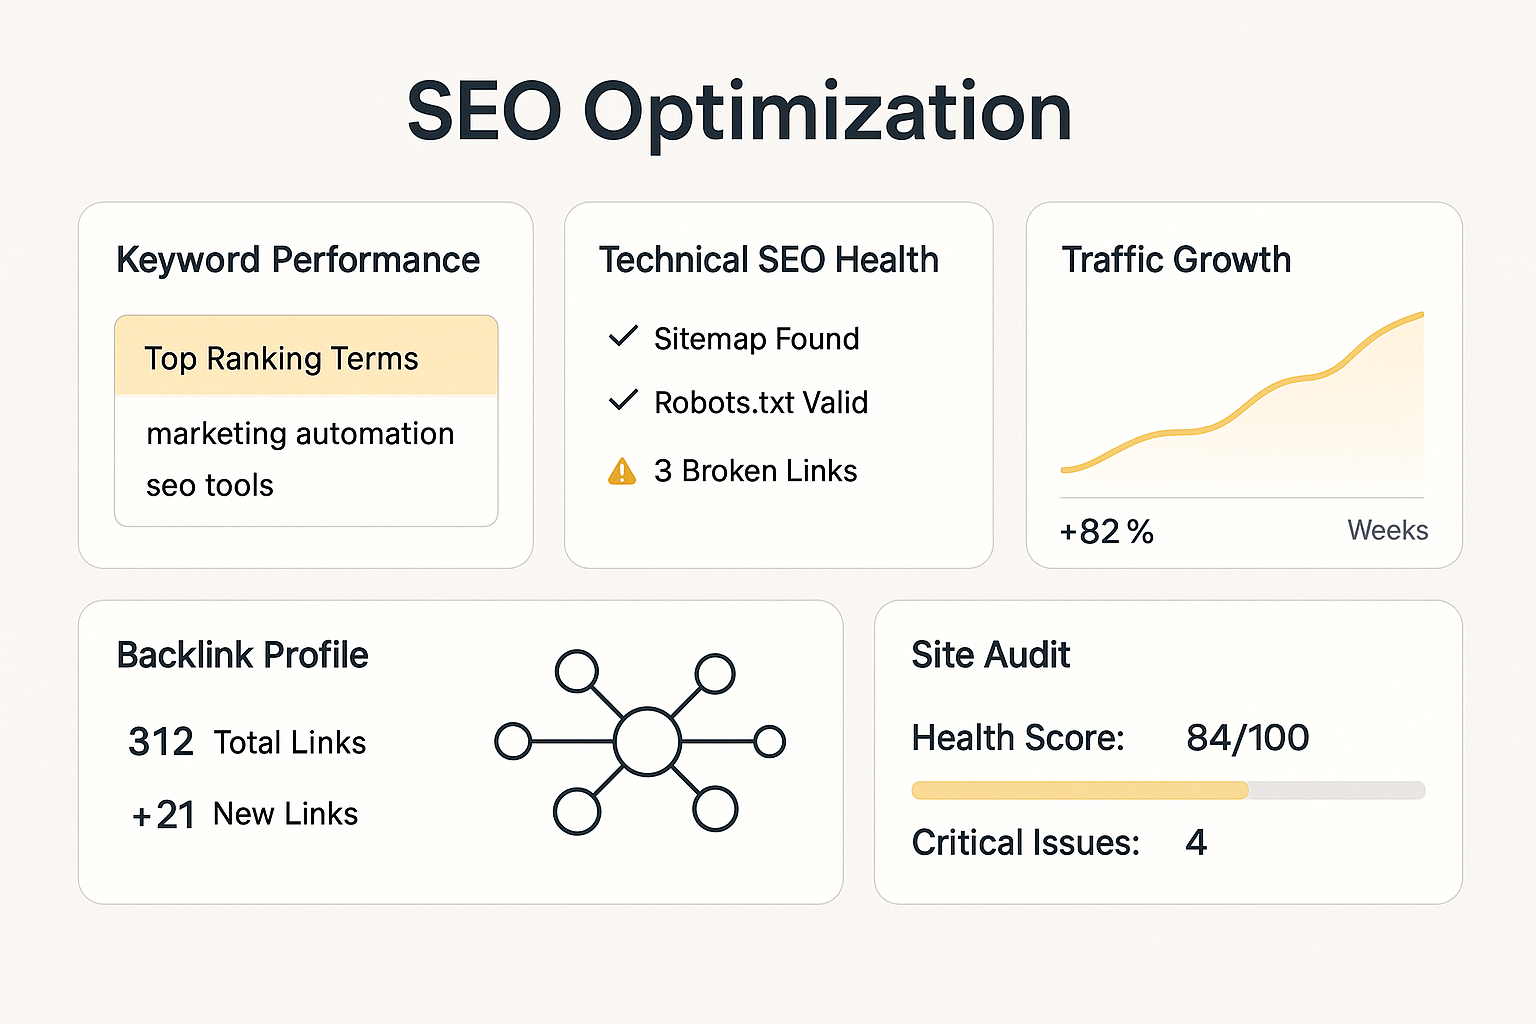 SEO Optimization
Keyword Performance
Top Ranking Terms
marketing automation
seo tools
Technical SEO Health
Sitemap Found
Robots.txt Valid
3 Broken Links
Traffic Growth
+82 %
Weeks
Backlink Profile
312 Total Links
+21 New Links
Site Audit
Health Score: 84/100
Critical Issues: 4